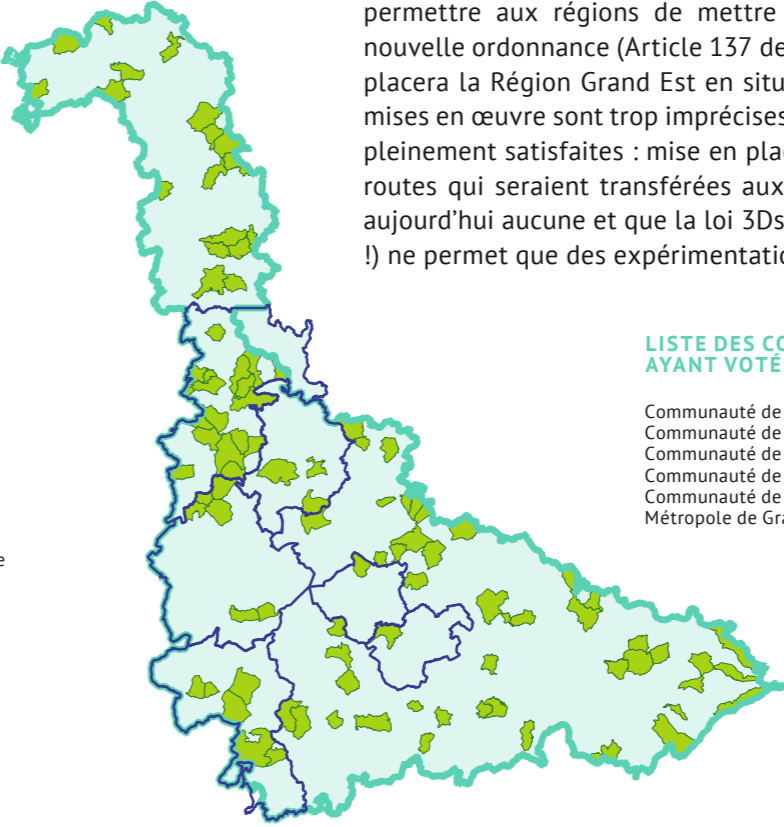 permettre aux régions de mettre
nouvelle ordonnance (Article 137 de
placera la Région Grand Est en situ
mises en œuvre sont trop imprécises
pleinement satisfaites : mise en pla
routes qui seraient transférées aux
aujourd’hui aucune et que la loi 3Ds
!) ne permet que des expérimentatio
LISTE DES CO
AYANT VOTÉ
Communauté de
Communauté de
Communauté de
Communauté de
Communauté de
Métropole de Gra
e